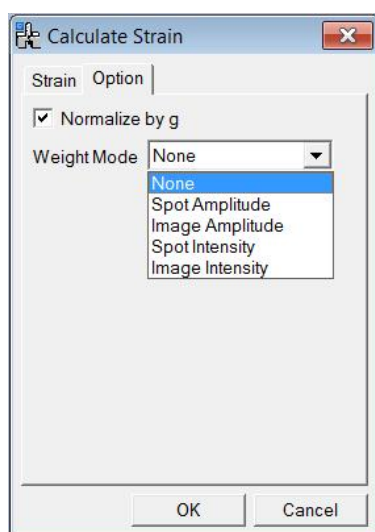 Calculate Strain
Strain Option
Normalize by g
Weight Mode None
None
Spot Amplitude
Image Amplitude
Spot Intensity
Image Intensity
OK Cancel